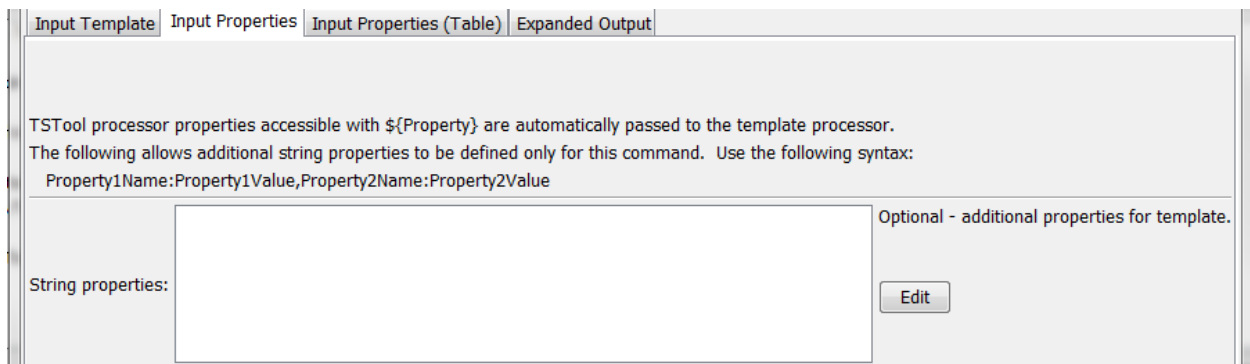 Input Template Input Properties Input Properties (Table) Expanded Output
TSTool processor properties accessible with ${Property} are automatically passed to the template processor.
The following allows additional string properties to be defined only for this command.  Use the following syntax:
Property1Name:Property1Value,Property2Name:Property2Value
Optional - additional properties for template.
String properties:
Edit